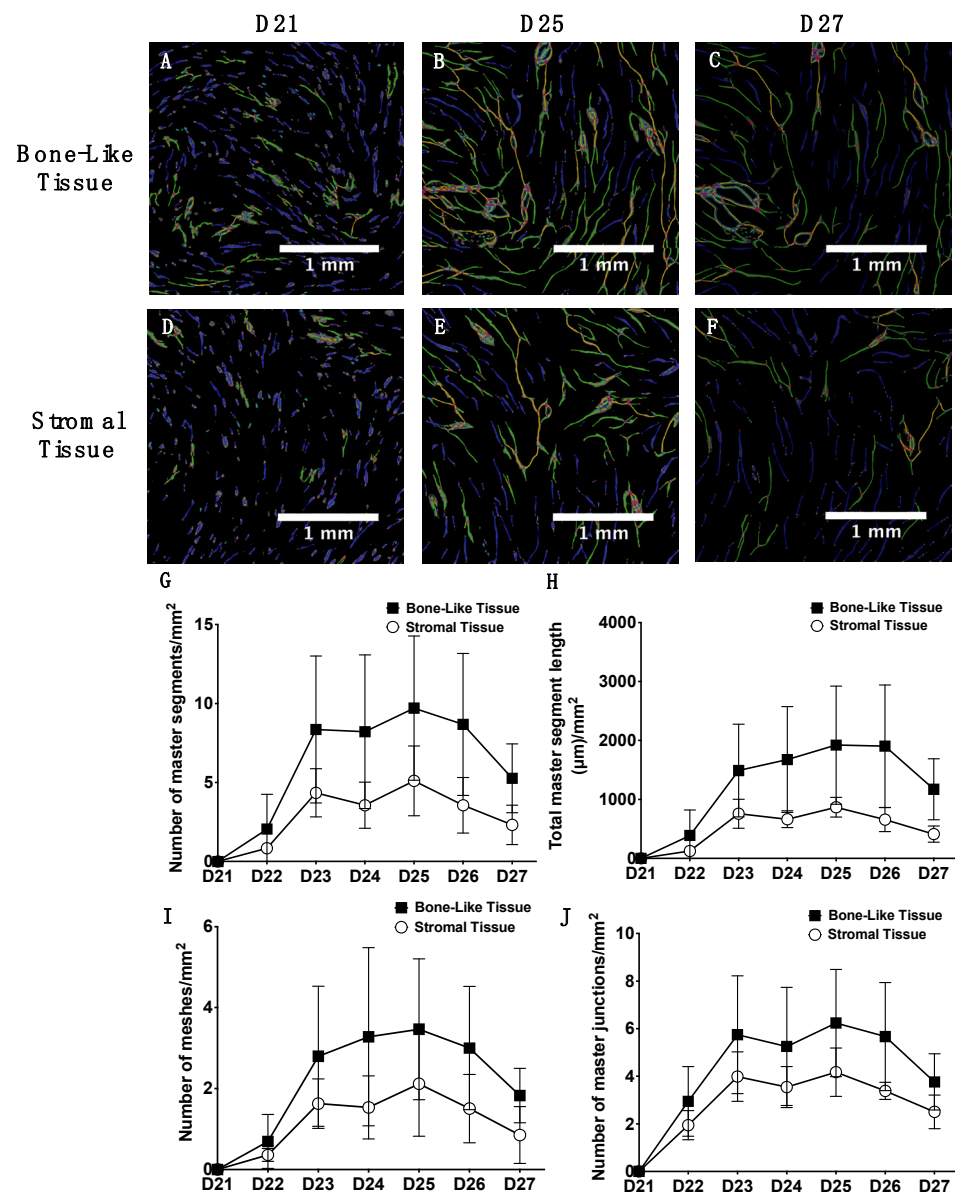 D21 D25 D27
A B C
Bone-Like
Tissue
1 mm 1 mm 1 mm
D E F
Stromal
Tissue
1 mm 1 mm 1 mm
G
Bone-Like Tissue
Stromal Tissue
Number of master segments/mm²
15
10
5
0
D21 D22 D23 D24 D25 D26 D27
H
Bone-Like Tissue
Stromal Tissue
Total master segment length
(µm)/mm²
4000
3000
2000
1000
0
D21 D22 D23 D24 D25 D26 D27
I
Bone-Like Tissue
Stromal Tissue
Number of meshes/mm²
6
4
2
0
D21 D22 D23 D24 D25 D26 D27
J
Bone-Like Tissue
Stromal Tissue
Number of master junctions/mm²
10
8
6
4
2
0
D21 D22 D23 D24 D25 D26 D27